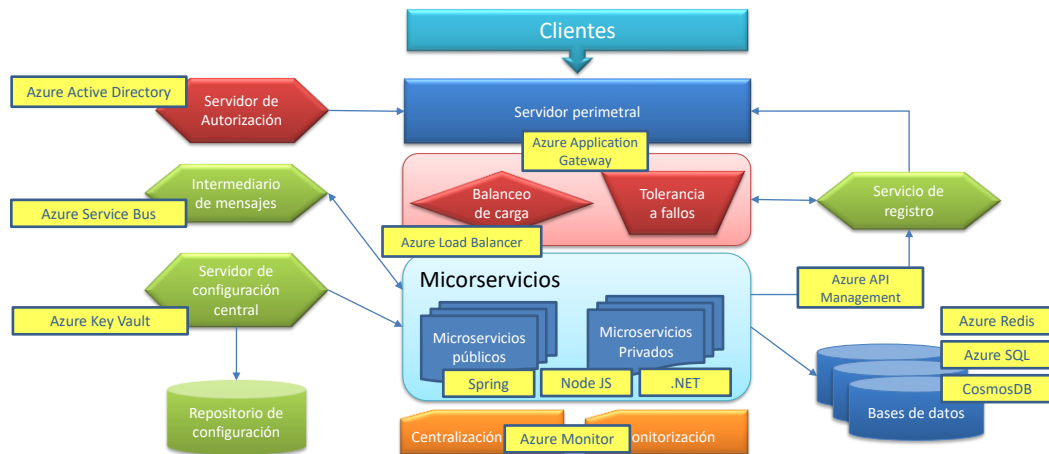 Clientes
Azure Active Directory
Servidor de
Autorización
Servidor perimetral
Azure Application
Gateway
Intermediario
de mensajes
Azure Service Bus
Balanceo
de carga
Tolerancia
a fallos
Servicio de
registro
Azure Load Balancer
Servidor de
configuración
central
Azure Key Vault
Micorservicios
Azure API
Management
Microservicios
públicos
Microservicios
Privados
Spring
Node JS
.NET
Azure Redis
Azure SQL
CosmosDB
Bases de datos
Repositorio de
configuración
Centralización
Azure Monitor
onitorización